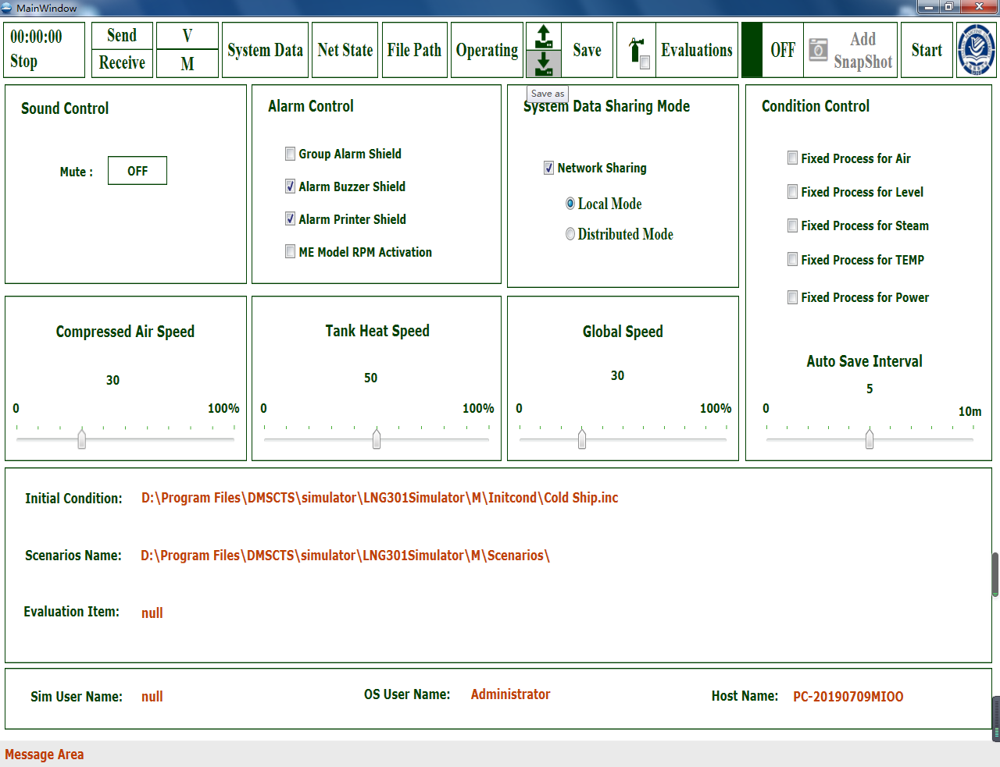 MainWindow
00:00:00
Stop
Send
Receive
V
M
System Data
Net State
File Path
Operating
Save
Evaluations
OFF
Add
SnapShot
Start
Save as
Sound Control
Mute :
OFF
Alarm Control
Group Alarm Shield
Alarm Buzzer Shield
Alarm Printer Shield
ME Model RPM Activation
System Data Sharing Mode
Network Sharing
Local Mode
Distributed Mode
Condition Control
Fixed Process for Air
Fixed Process for Level
Fixed Process for Steam
Fixed Process for TEMP
Fixed Process for Power
Compressed Air Speed
30
0 100%
Tank Heat Speed
50
0 100%
Global Speed
30
0 100%
Auto Save Interval
5
0 10m
Initial Condition: D:\Program Files\DMSCTS\simulator\LNG301Simulator\M\Initcond\Cold Ship.inc
Scenarios Name: D:\Program Files\DMSCTS\simulator\LNG301Simulator\M\Scenarios\
Evaluation Item: null
Sim User Name: null
OS User Name: Administrator
Host Name: PC-20190709MIOO
Message Area